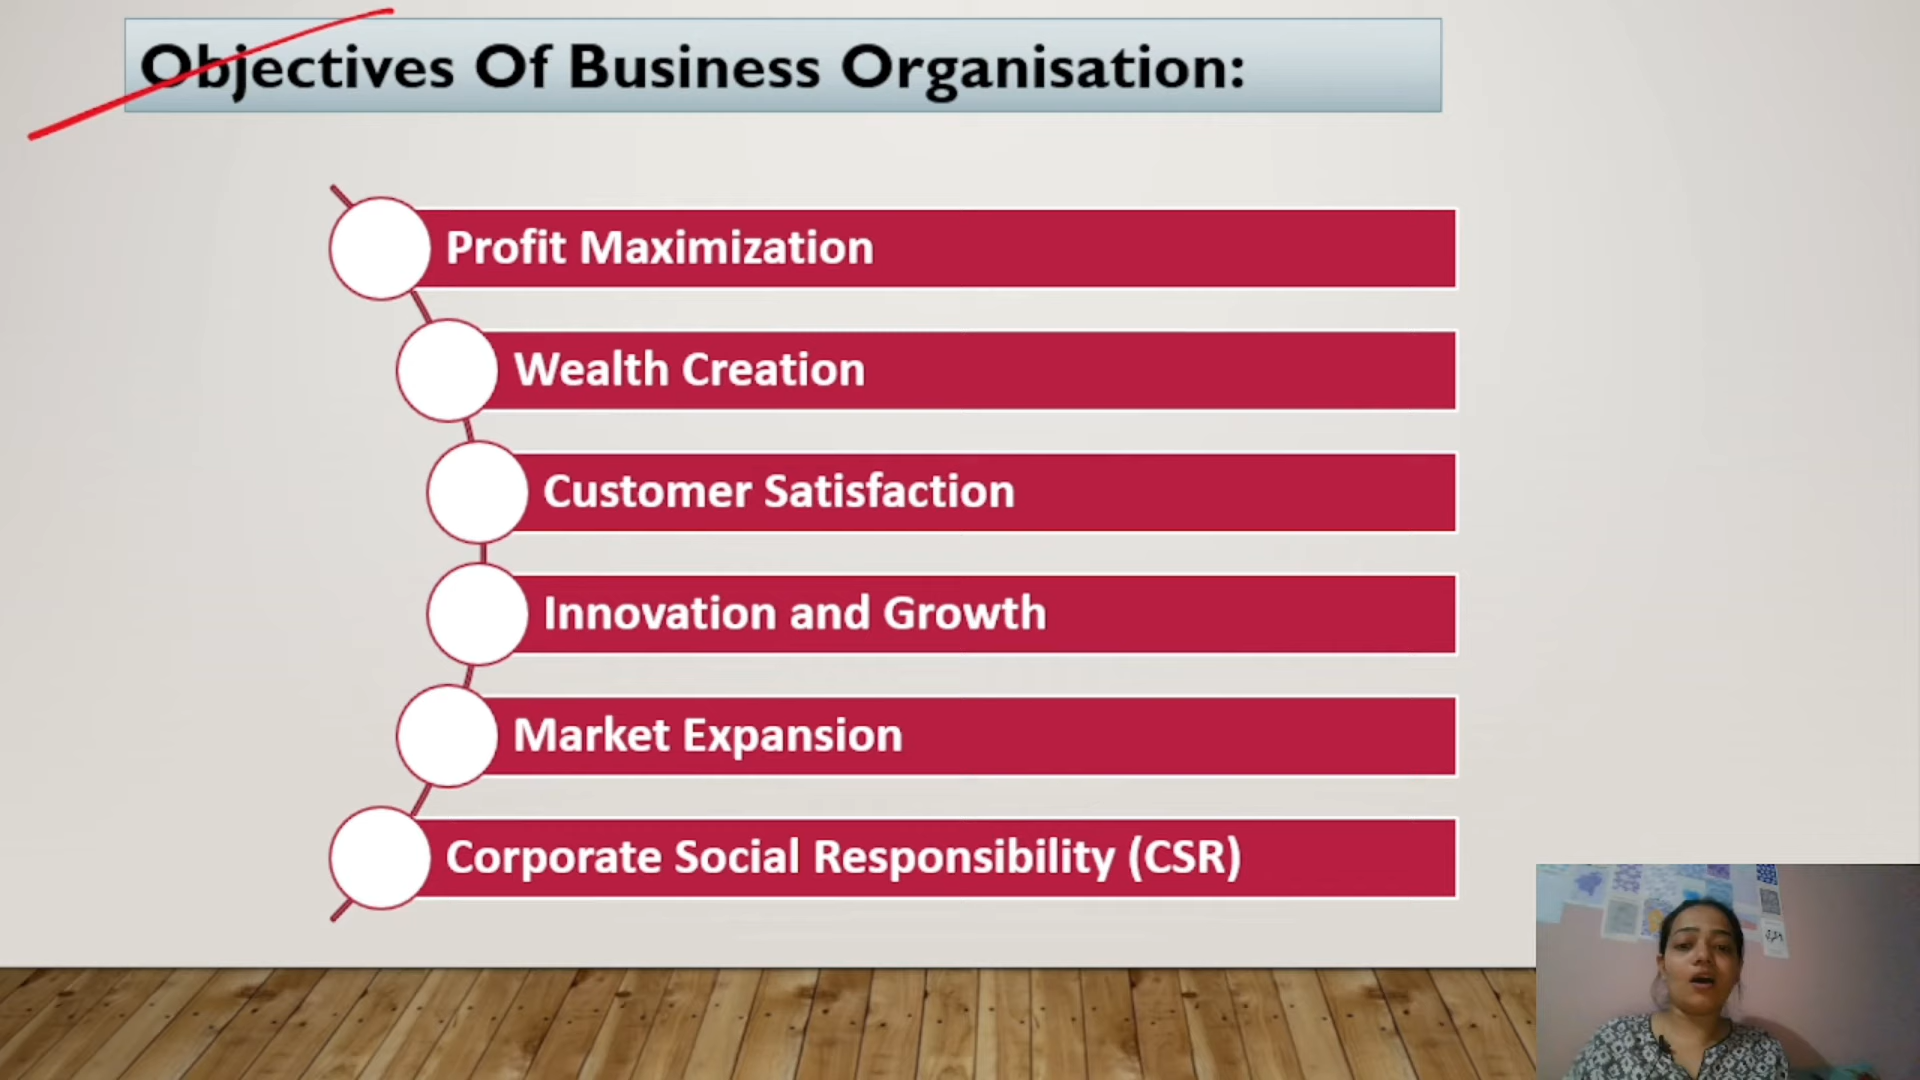 Objectives Of Business Organisation:
Profit Maximization
Wealth Creation
Customer Satisfaction
Innovation and Growth
Market Expansion
Corporate Social Responsibility (CSR)